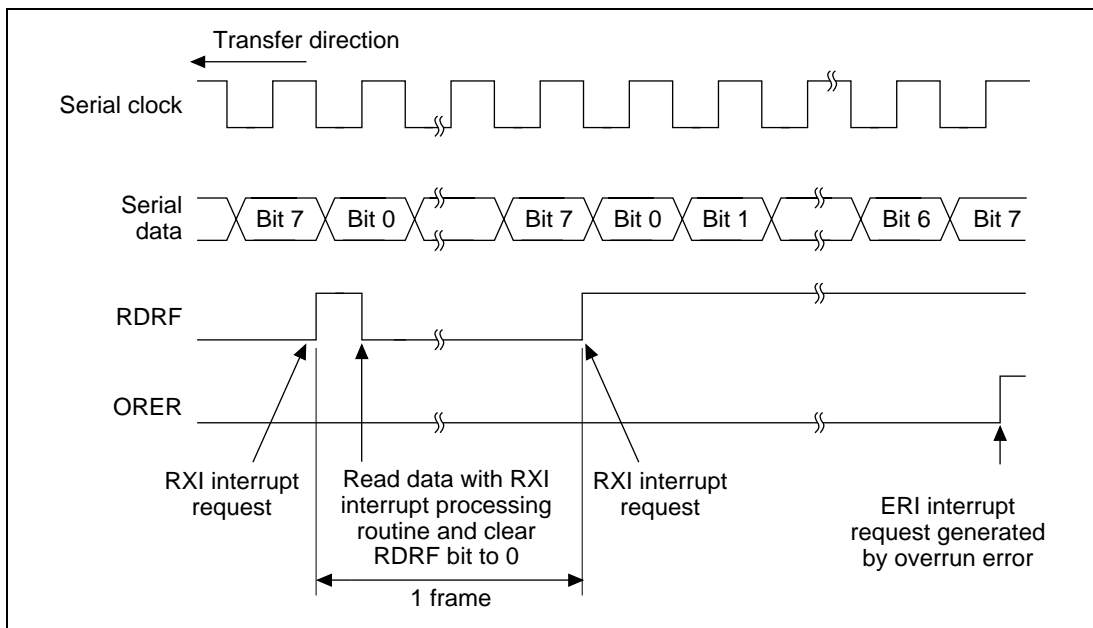 Transfer direction
Serial clock
Serial
data
Bit 7
Bit 0
Bit 7
Bit 0
Bit 1
Bit 6
Bit 7
RDRF
ORER
RXI interrupt
request
Read data with RXI
interrupt processing
routine and clear
RDRF bit to 0
RXI interrupt
request
ERI interrupt
request generated
by overrun error
1 frame